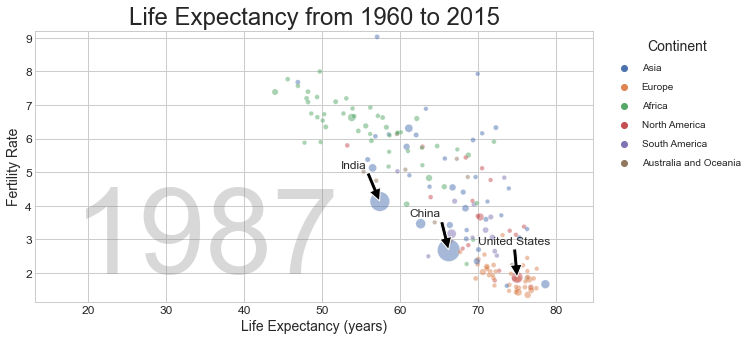 Life Expectancy from 1960 to 2015
Fertility Rate
9
8
7
6
5
4
3
2
1987
India
China
United States
20
30
40
50
60
70
80
Life Expectancy (years)
Continent
Asia
Europe
Africa
North America
South America
Australia and Oceania